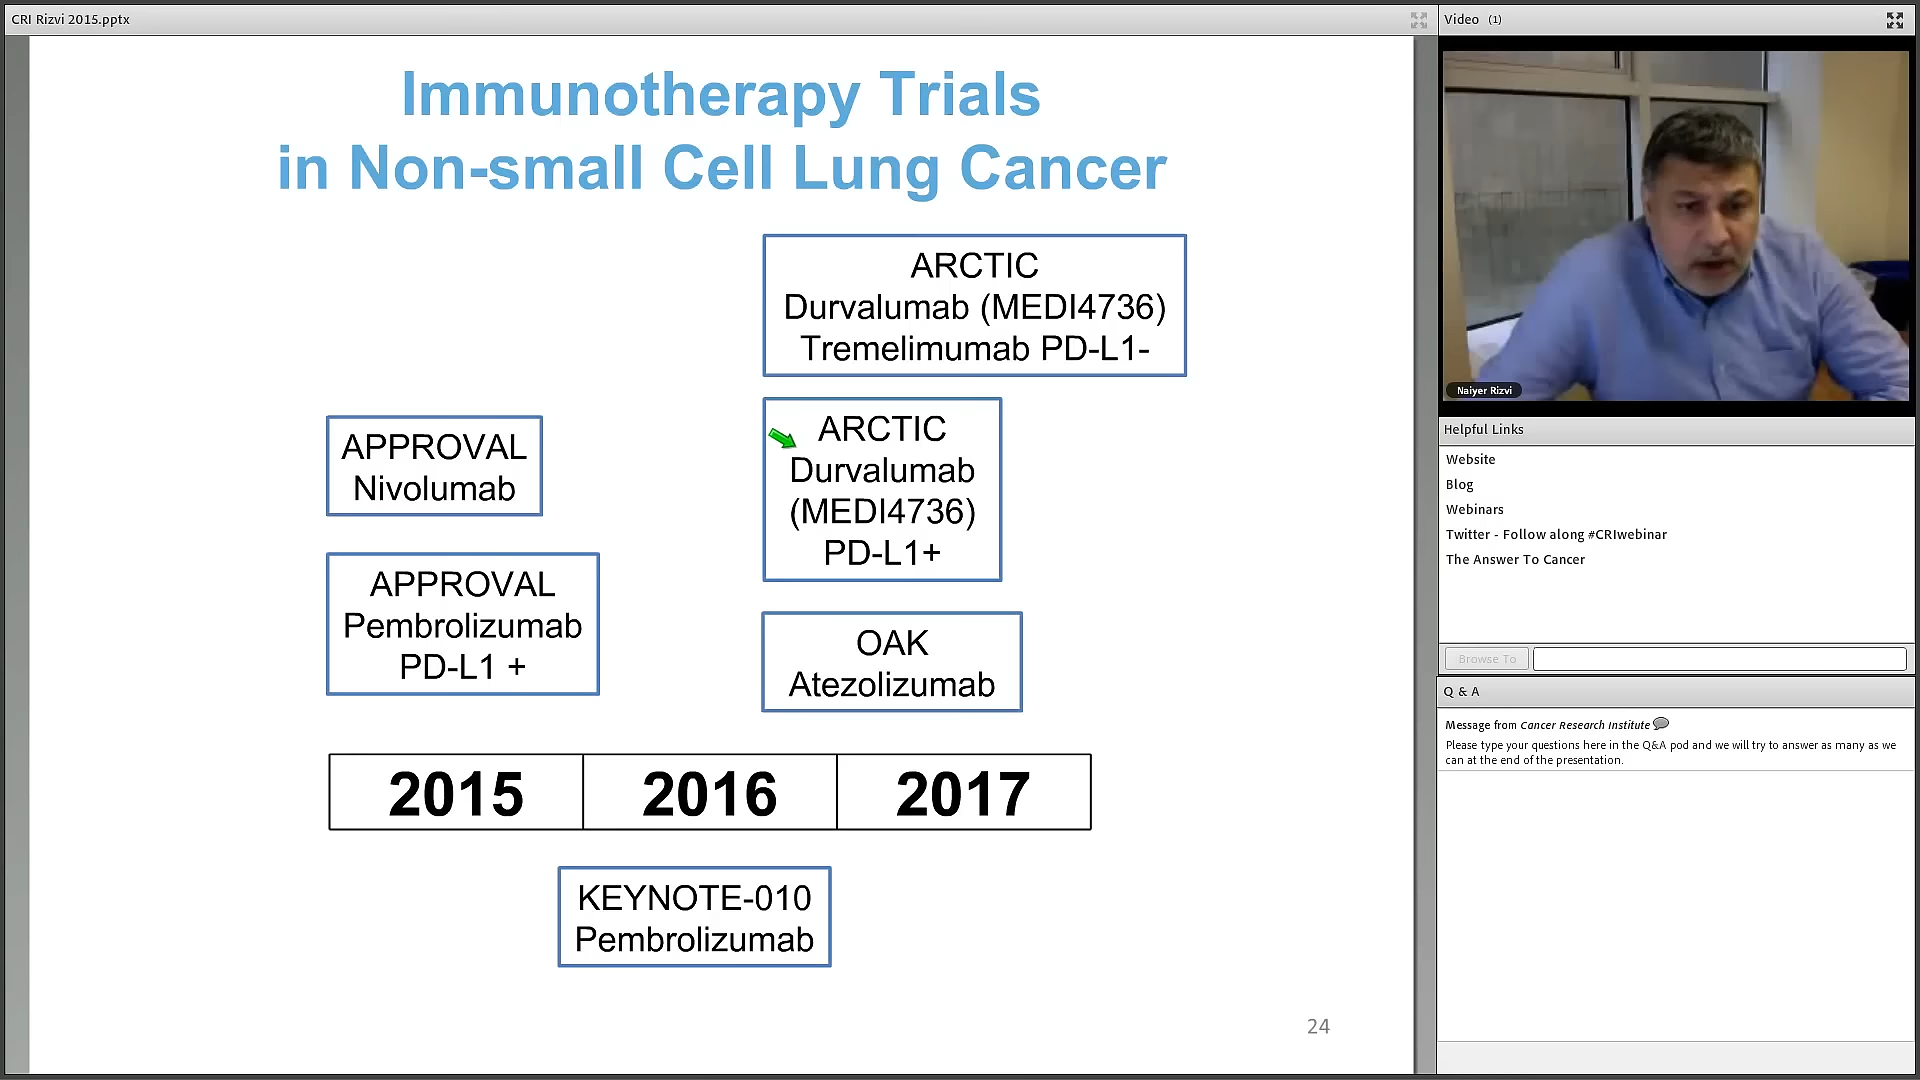 CRI Rizvi 2015.pptx
Immunotherapy Trials
in Non-small Cell Lung Cancer
ARCTIC
Durvalumab (MEDI4736)
Tremelimumab PD-L1-
APPROVAL
Nivolumab
ARCTIC
Durvalumab
(MEDI4736)
PD-L1+
APPROVAL
Pembrolizumab
PD-L1 +
OAK
Atezolizumab
2015 2016 2017
KEYNOTE-010
Pembrolizumab
24
Video (1)
Naiyer Rizvi
Helpful Links
Website
Blog
Webinars
Twitter - Follow along #CRIwebinar
The Answer To Cancer
Browse To
Q & A
Message from Cancer Research Institute
Please type your questions here in the Q&A pod and we will try to answer as many as we
can at the end of the presentation.